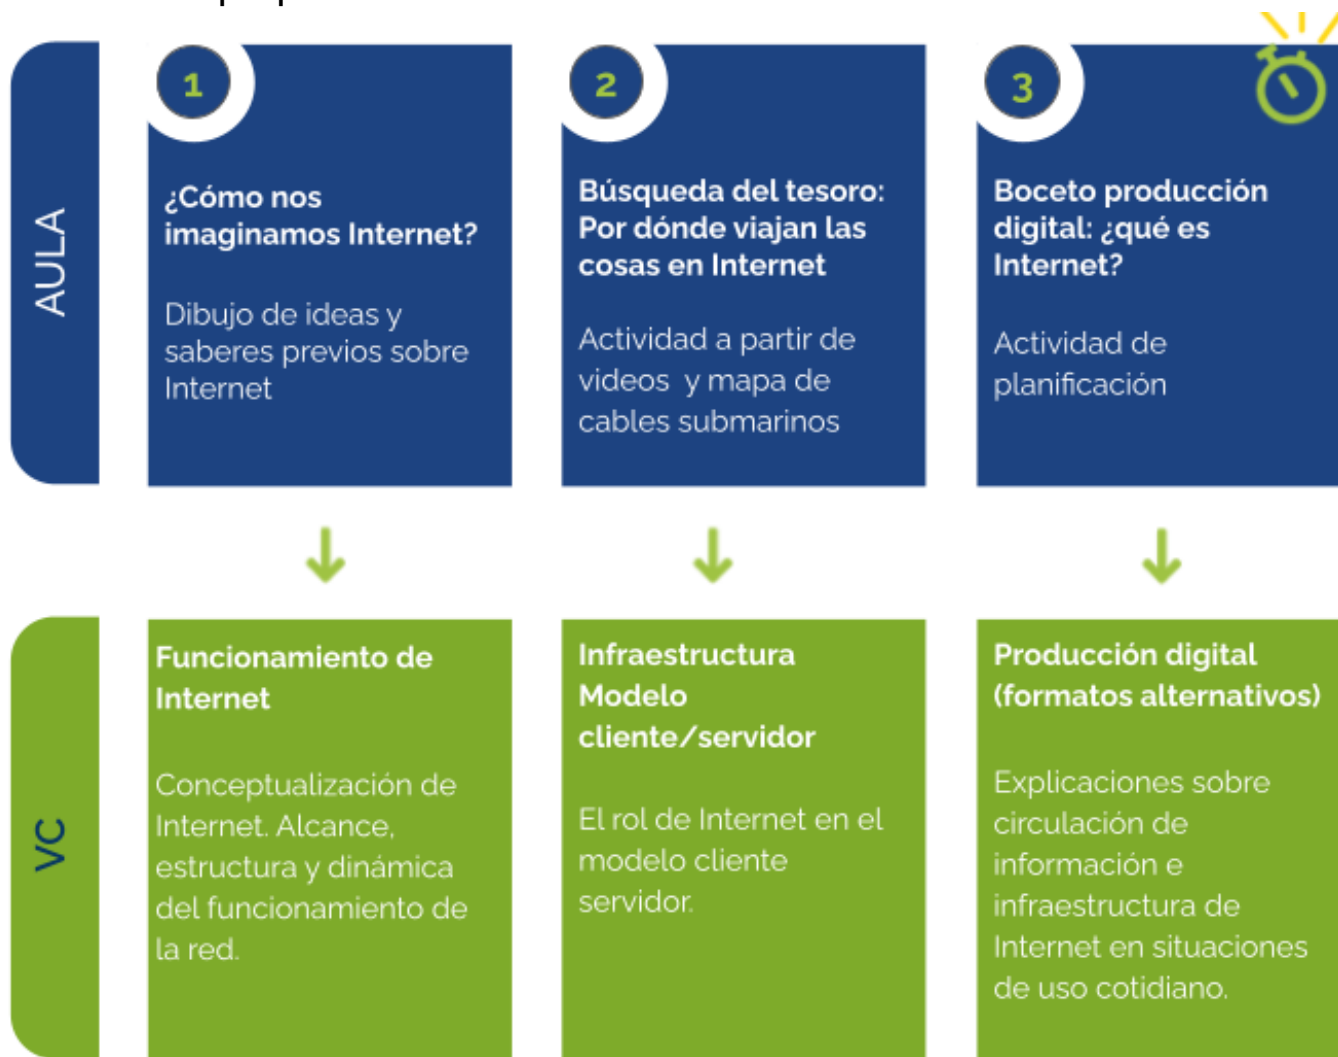 AULA
1
¿Cómo nos
imaginamos Internet?
Dibujo de ideas y
saberes previos sobre
Internet
2
Búsqueda del tesoro:
Por dónde viajan las
cosas en Internet
Actividad a partir de
videos y mapa de
cables submarinos
3
Boceto producción
digital: ¿qué es
Internet?
Actividad de
planificación
VC
Funcionamiento de
Internet
Conceptualización de
Internet. Alcance,
estructura y dinámica
del funcionamiento de
la red.
Infraestructura
Modelo
cliente/servidor
El rol de Internet en el
modelo cliente
servidor.
Producción digital
(formatos alternativos)
Explicaciones sobre
circulación de
información e
infraestructura de
Internet en situaciones
de uso cotidiano.